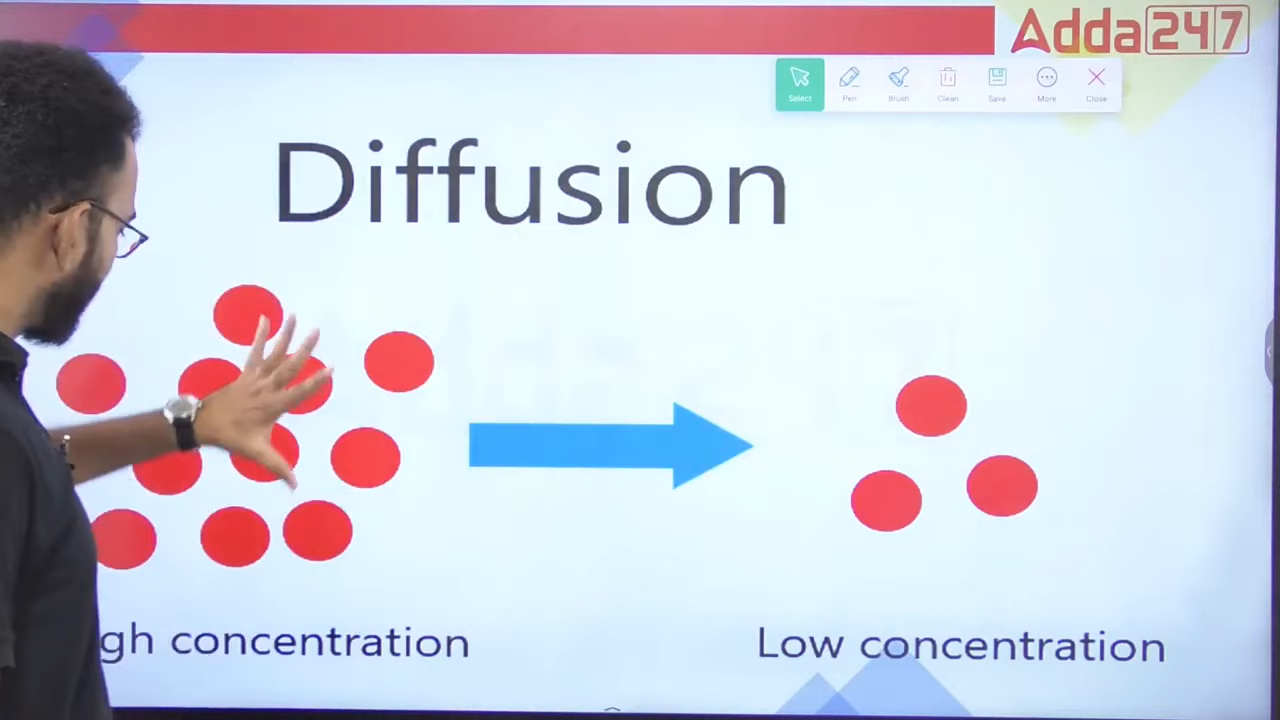 Adda247
Select
Pen
Brush
Clean
Save
More
Close
Diffusion
gh concentration
Low concentration